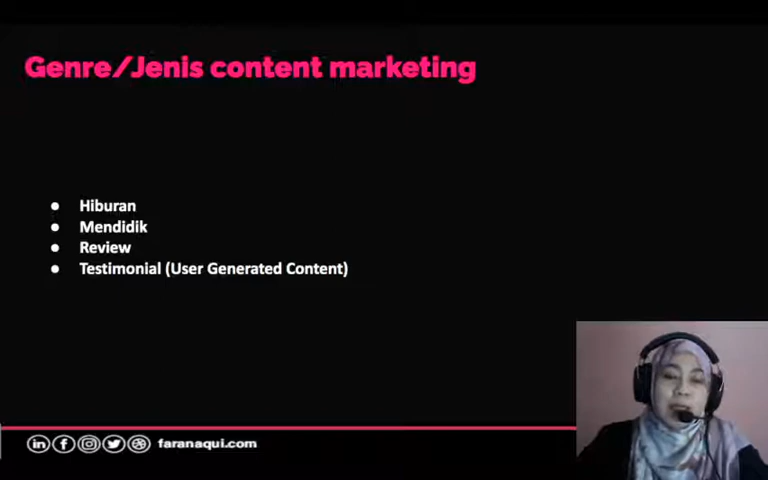 Genre/Jenis content marketing
● Hiburan
● Mendidik
● Review
● Testimonial (User Generated Content)
faranaqui.com